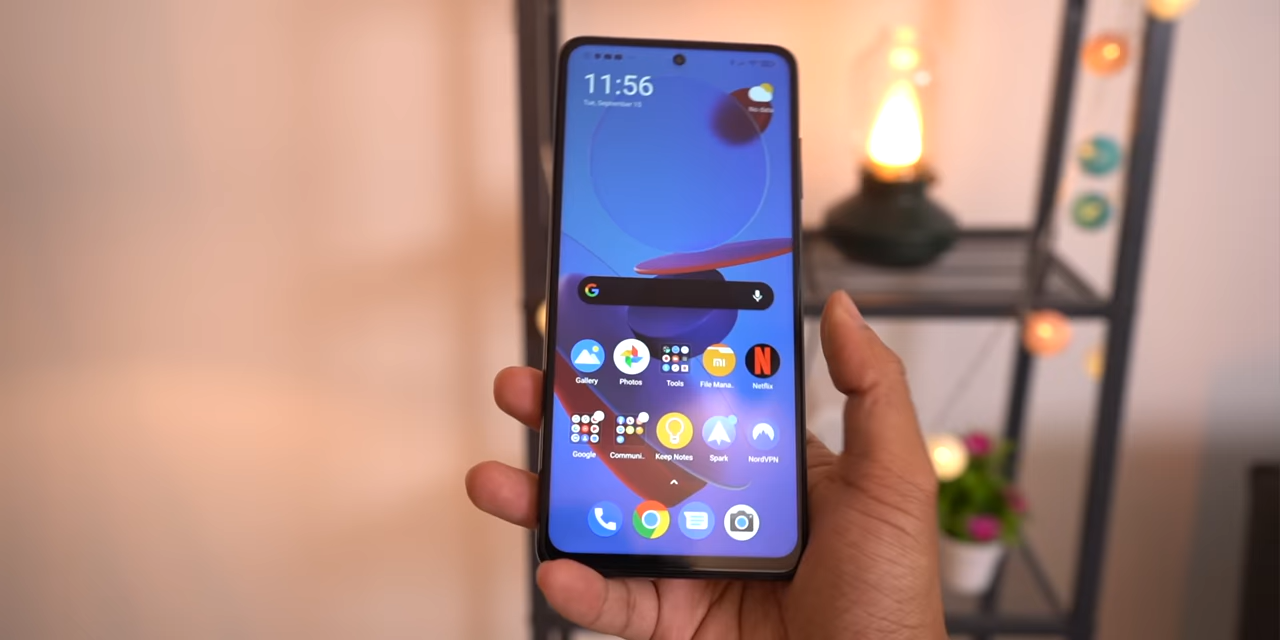 11:56
Tue, September 15
No data
Gallery
Photos
Tools
mi
File Mana..
N
Netflix
Google
Communi..
Keep Notes
Spark
NordVPN